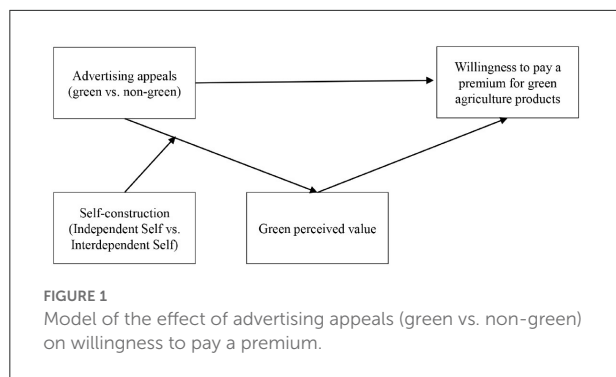 Advertising appeals
(green vs. non-green)
Willingness to pay a
premium for green
agriculture products
Self-construction
(Independent Self vs.
Interdependent Self)
Green perceived value
FIGURE 1
Model of the effect of advertising appeals (green vs. non-green)
on willingness to pay a premium.